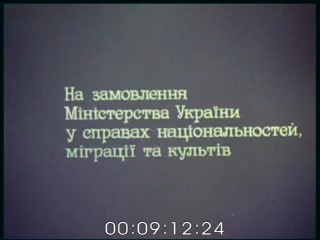 На замовлення
Міністерства України
у справах національностей,
міграції та культів
00:09:12:24